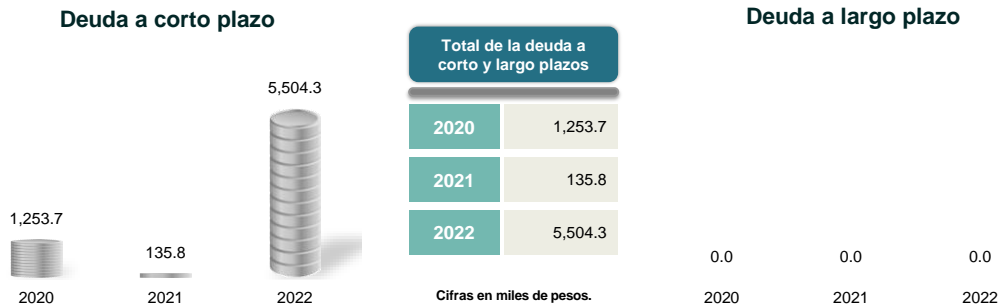 Deuda a corto plazo
5,504.3
1,253.7
135.8
2020 2021 2022
Total de la deuda a
corto y largo plazos
2020 1,253.7
2021 135.8
2022 5,504.3
Cifras en miles de pesos.
Deuda a largo plazo
0.0 0.0 0.0
2020 2021 2022